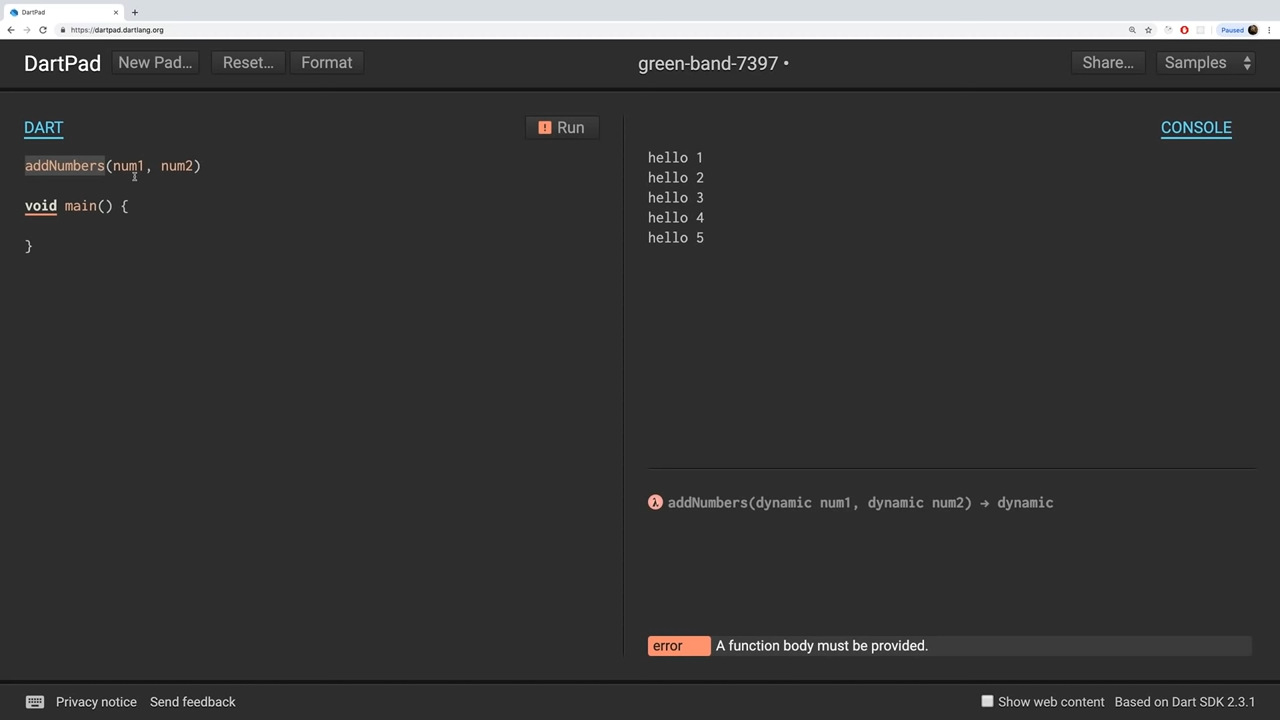 DartPad
https://dartpad.dartlang.org
Paused
DartPad New Pad... Reset... Format green-band-7397 • Share... Samples
DART
! Run
addNumbers(num1, num2)
void main() {
}
CONSOLE
hello 1
hello 2
hello 3
hello 4
hello 5
λ addNumbers(dynamic num1, dynamic num2) → dynamic
error A function body must be provided.
Privacy notice Send feedback Show web content Based on Dart SDK 2.3.1